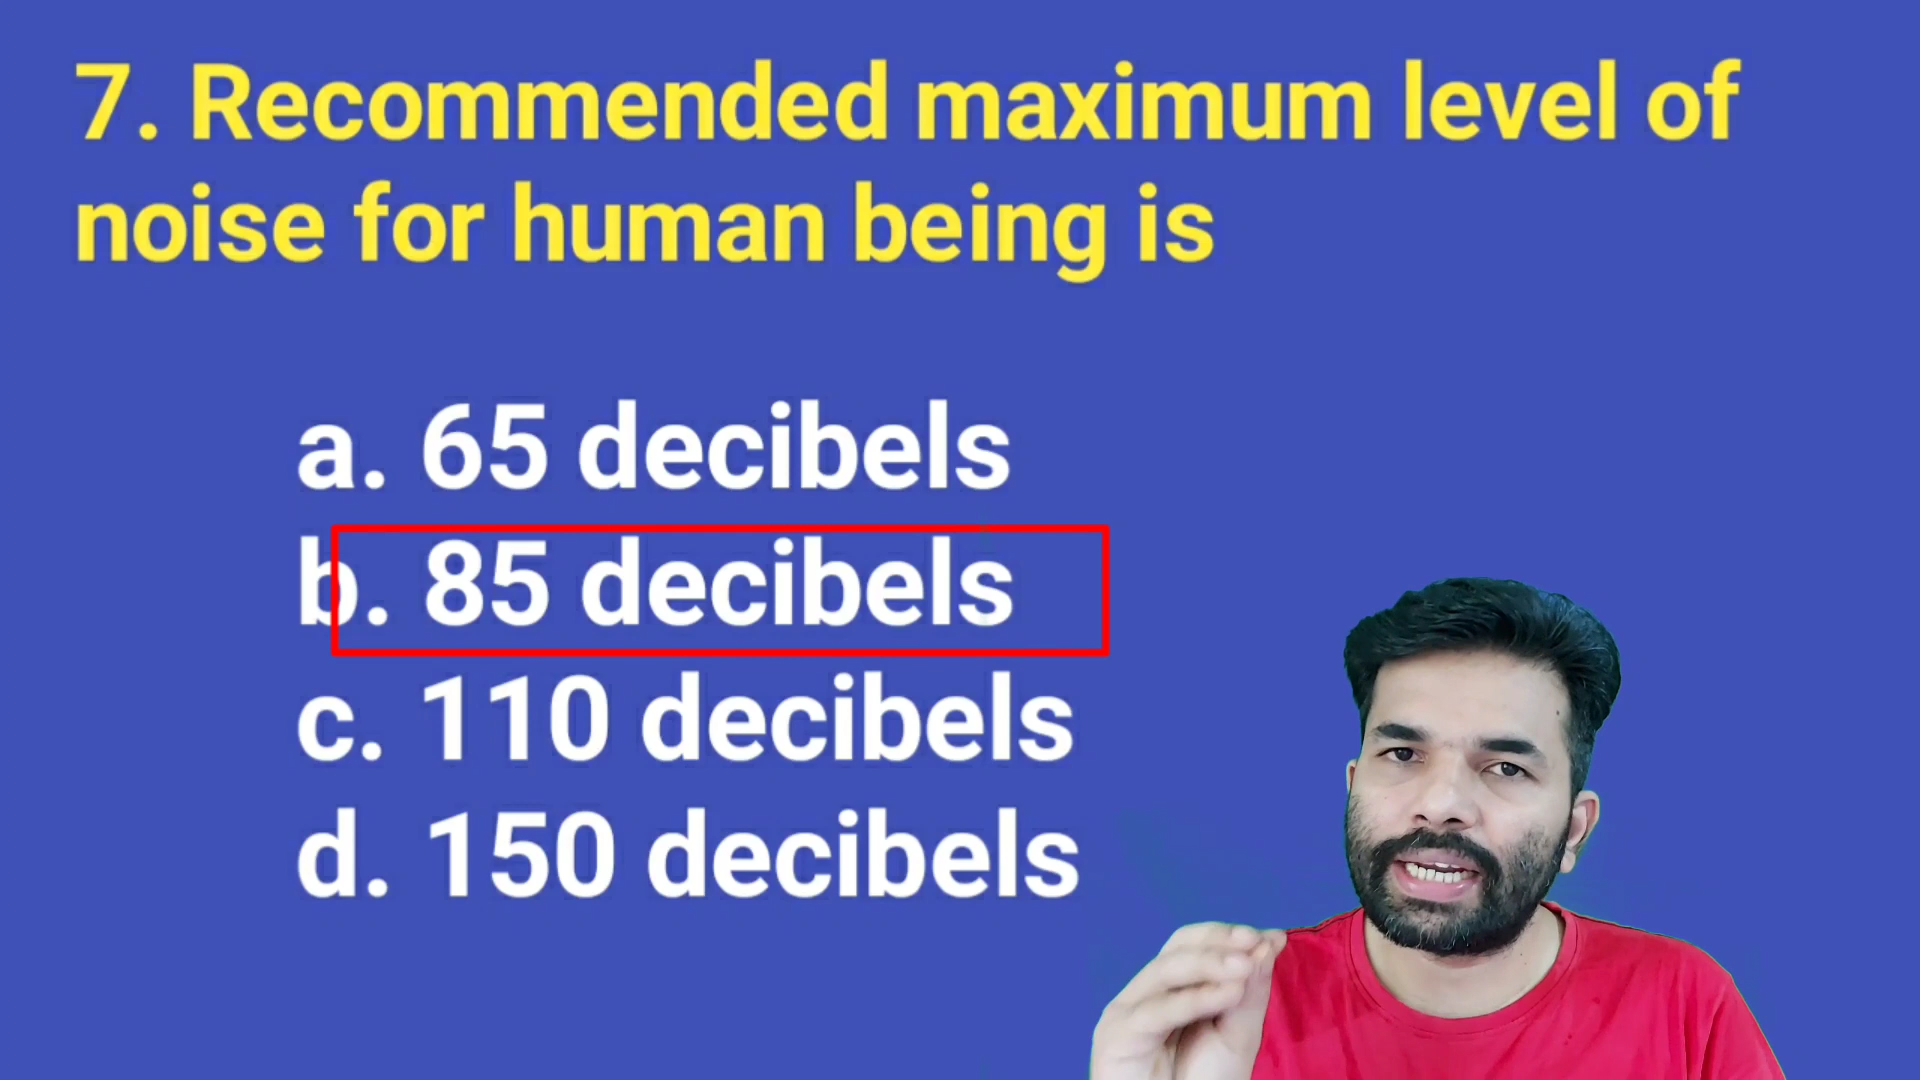 7. Recommended maximum level of
noise for human being is
a. 65 decibels
b. 85 decibels
c. 110 decibels
d. 150 decibels